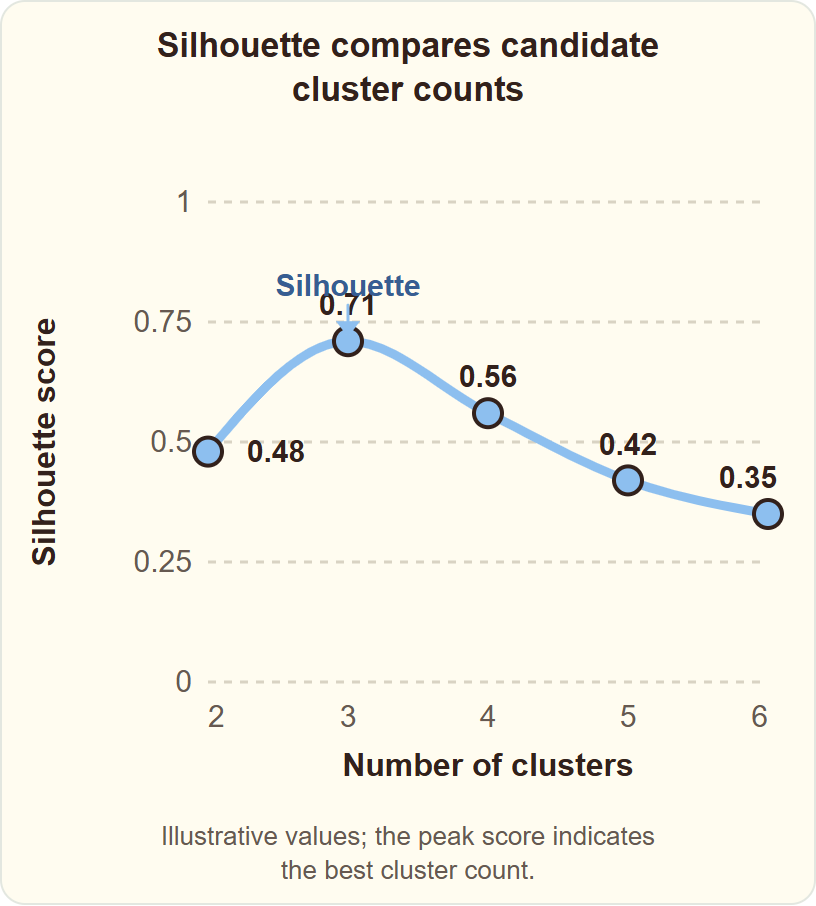 Silhouette compares candidate
cluster counts
1
Silhouette
0.71
0.75
0.56
0.5
0.48
0.42
0.35
Silhouette score
0.25
0
2 3 4 5 6
Number of clusters
Illustrative values; the peak score indicates
the best cluster count.